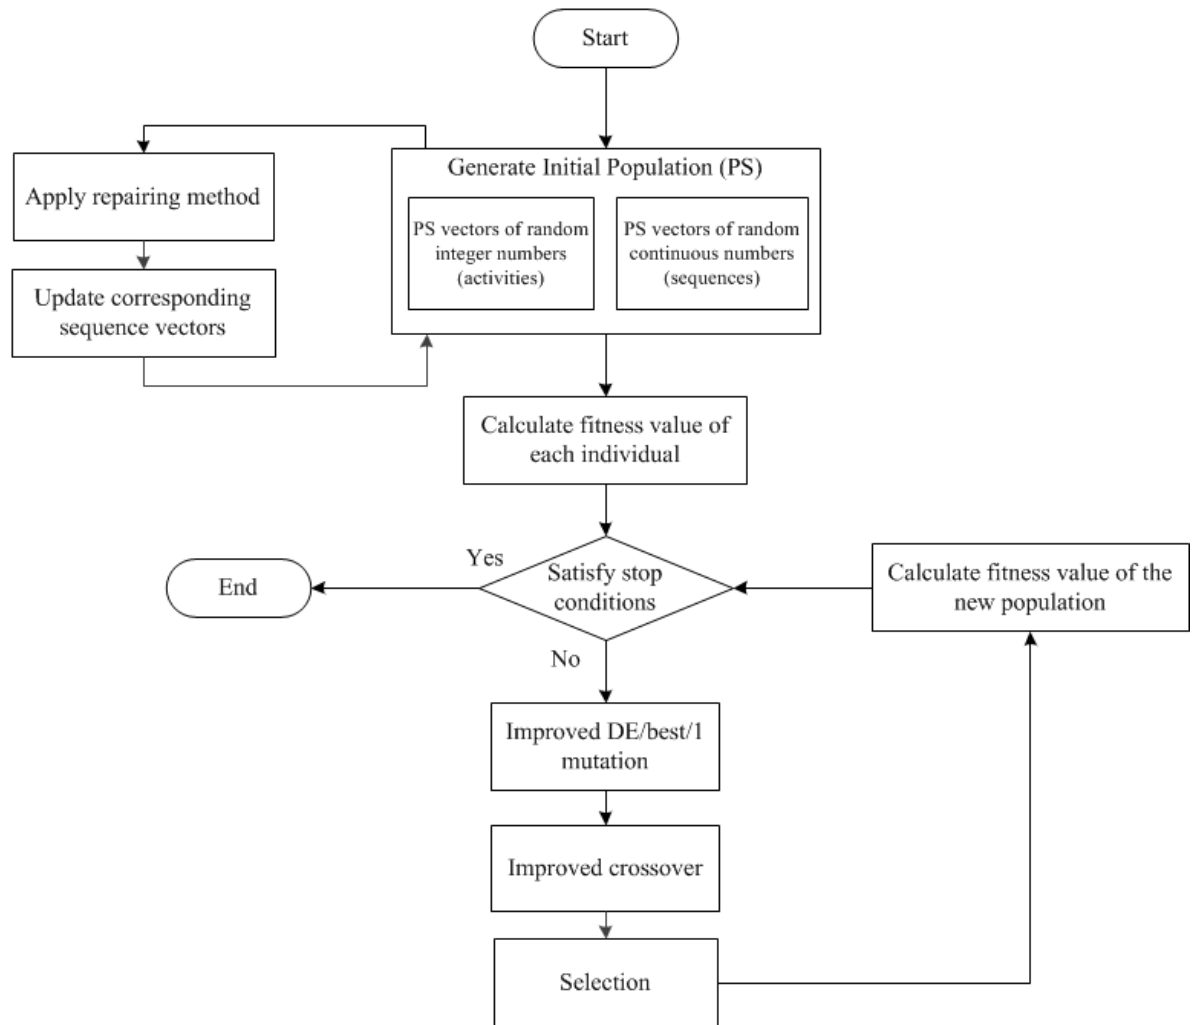 Start
Generate Initial Population (PS)
PS vectors of random
integer numbers
(activities)
PS vectors of random
continuous numbers
(sequences)
Apply repairing method
Update corresponding
sequence vectors
Calculate fitness value of
each individual
Satisfy stop
conditions
Yes
End
No
Improved DE/best/1
mutation
Improved crossover
Selection
Calculate fitness value of the
new population